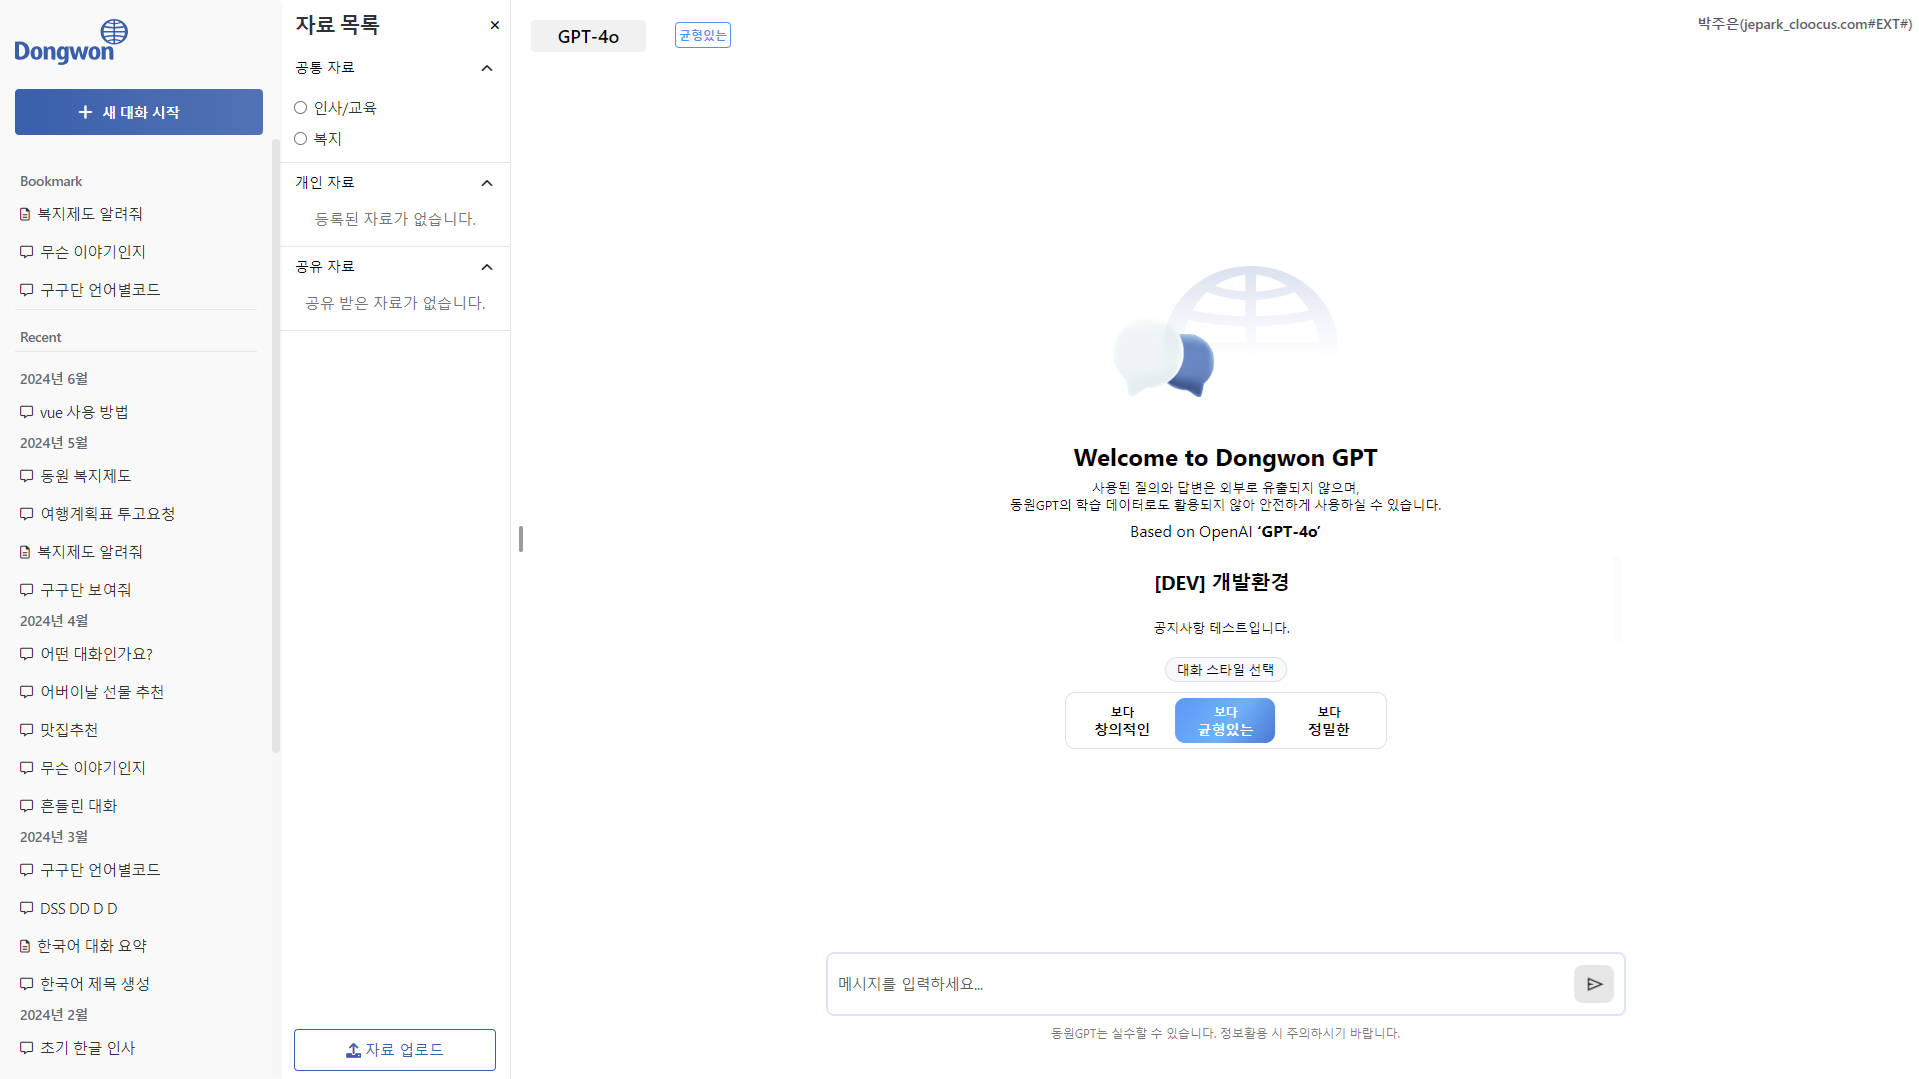 Dongwon
새 대화 시작
Bookmark
복지제도 알려줘
무슨 이야기인지
구구단 언어별코드
Recent
2024년 6월
vue 사용 방법
2024년 5월
동원 복지제도
여행계획표 투고요청
복지제도 알려줘
구구단 보여줘
2024년 4월
어떤 대화인가요?
어버이날 선물 추천
맛집추천
무슨 이야기인지
흔들린 대화
2024년 3월
구구단 언어별코드
DSS DD D D
한국어 대화 요약
한국어 제목 생성
2024년 2월
초기 한글 인사
자료 목록
공통 자료
인사/교육
복지
개인 자료
등록된 자료가 없습니다.
공유 자료
공유 받은 자료가 없습니다.
자료 업로드
GPT-4o
균형있는
박주은(jepark_cloocus.com#EXT#)
Welcome to Dongwon GPT
사용된 질의와 답변은 외부로 유출되지 않으며,
동원GPT의 학습 데이터로도 활용되지 않아 안전하게 사용하실 수 있습니다.
Based on OpenAI ‘GPT-4o’
[DEV] 개발환경
공지사항 테스트입니다.
대화 스타일 선택
보다 창의적인
보다 균형있는
보다 정밀한
메시지를 입력하세요...
동원GPT는 실수할 수 있습니다. 정보활용 시 주의하시기 바랍니다.